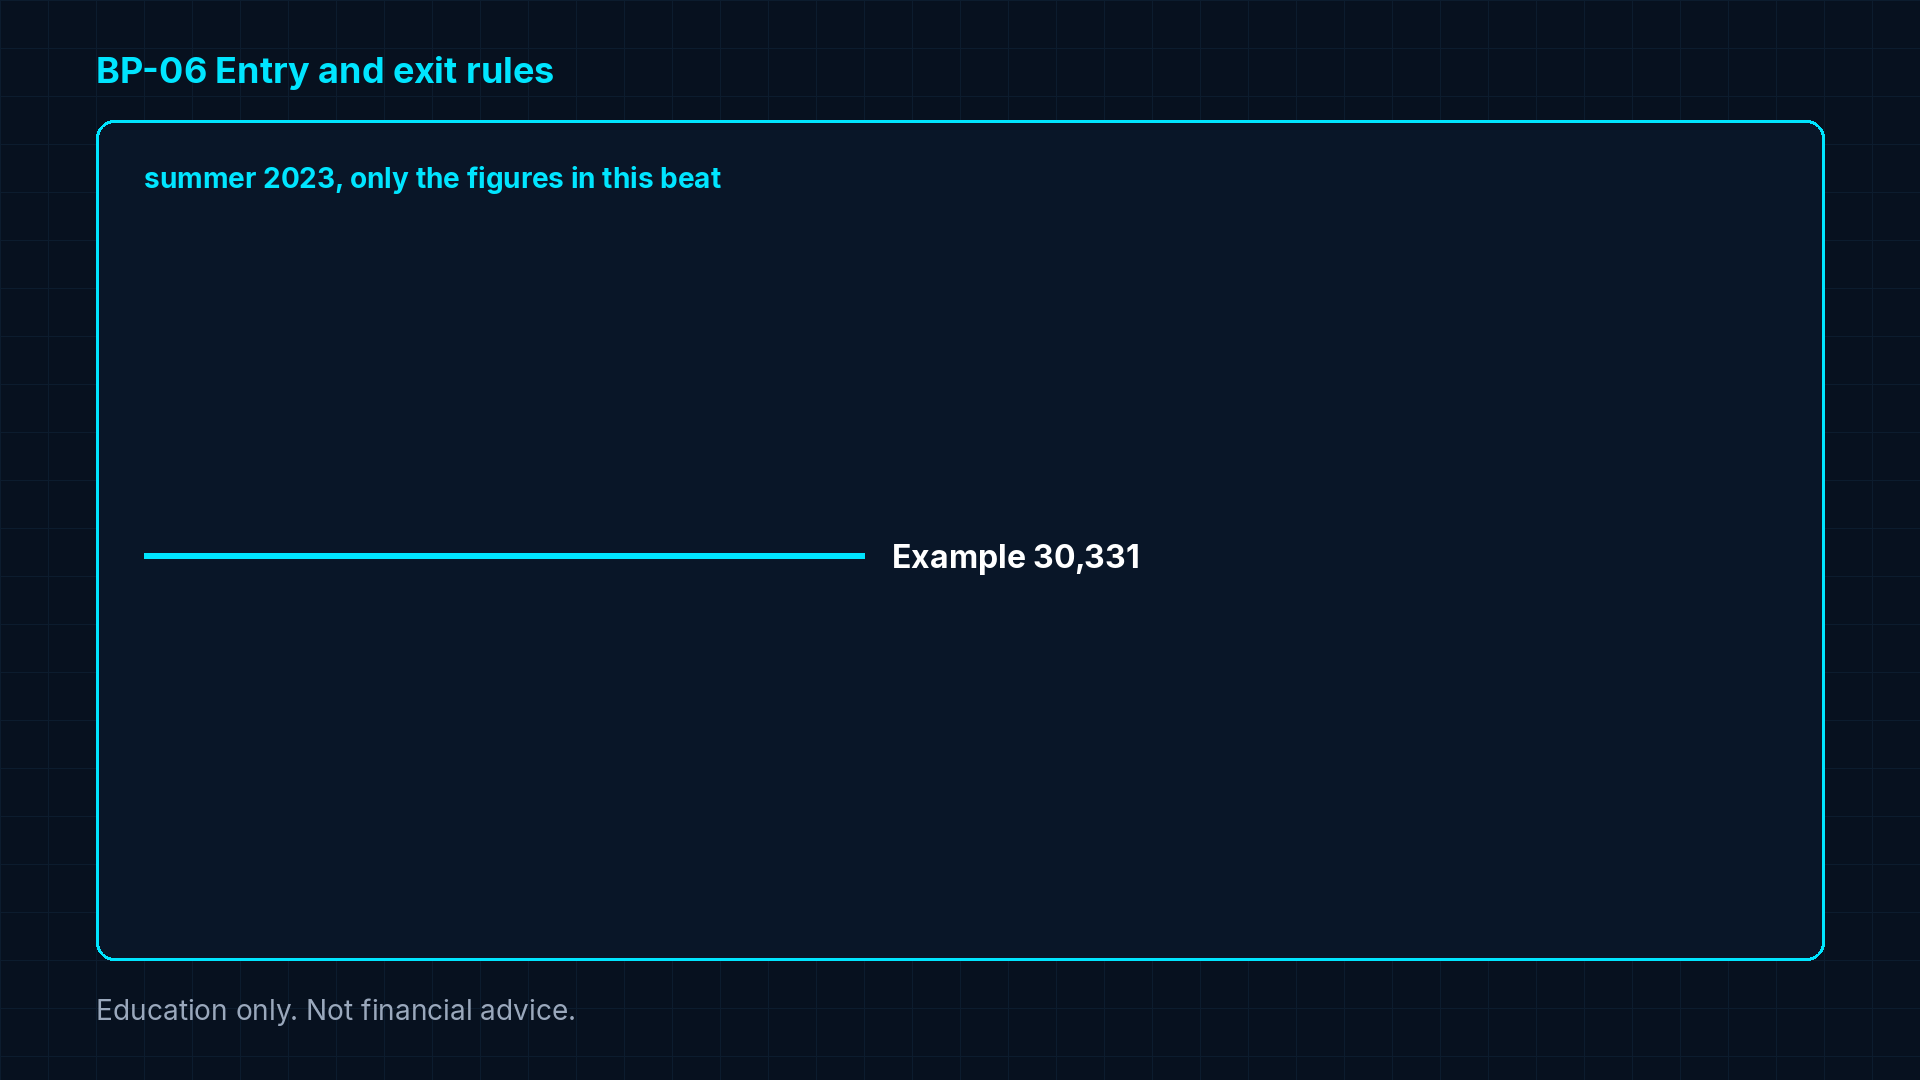 BP-06 Entry and exit rules
summer 2023, only the figures in this beat
Example 30,331
Education only. Not financial advice.